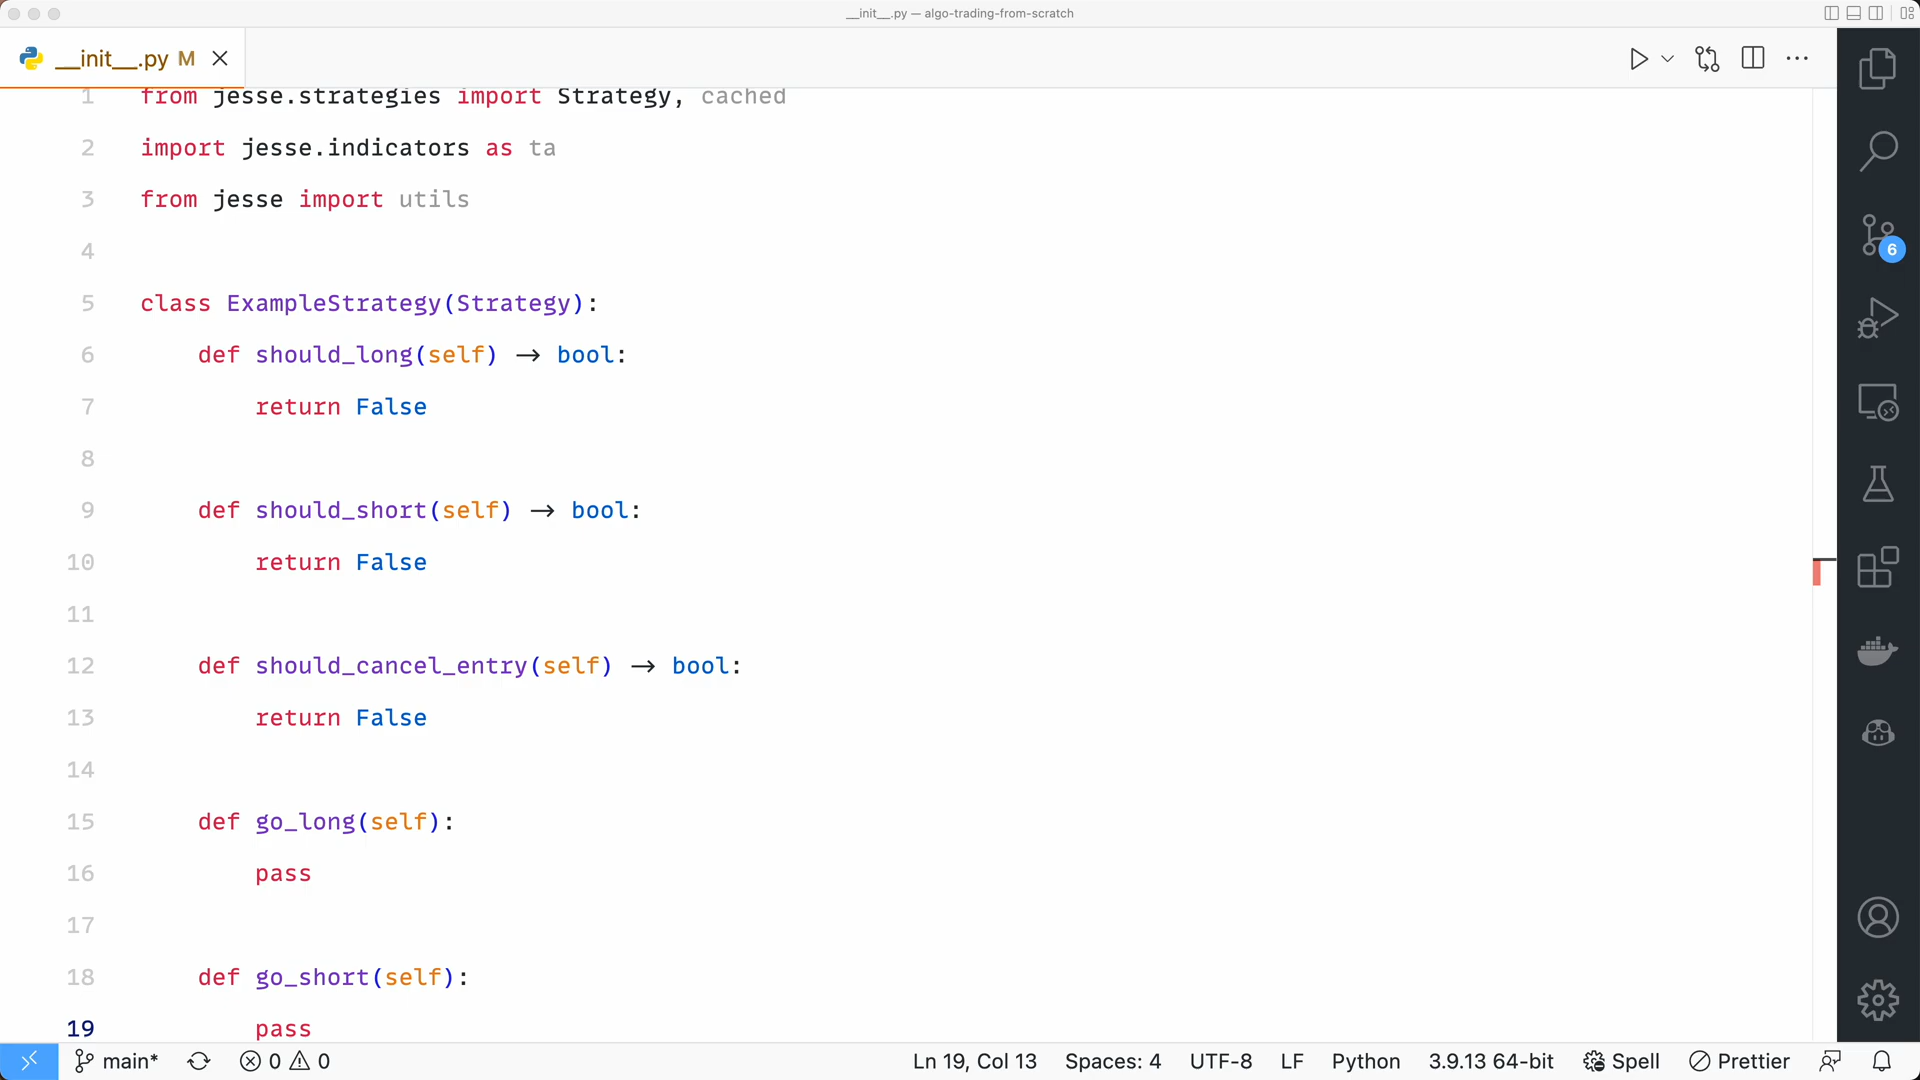 __init__.py — algo-trading-from-scratch
__init__.py M
1 from jesse.strategies import Strategy, cached
2 import jesse.indicators as ta
3 from jesse import utils
4
5 class ExampleStrategy(Strategy):
6 def should_long(self) → bool:
7 return False
8
9 def should_short(self) → bool:
10 return False
11
12 def should_cancel_entry(self) → bool:
13 return False
14
15 def go_long(self):
16 pass
17
18 def go_short(self):
19 pass
6
main* 0 0 Ln 19, Col 13 Spaces: 4 UTF-8 LF Python 3.9.13 64-bit Spell Prettier